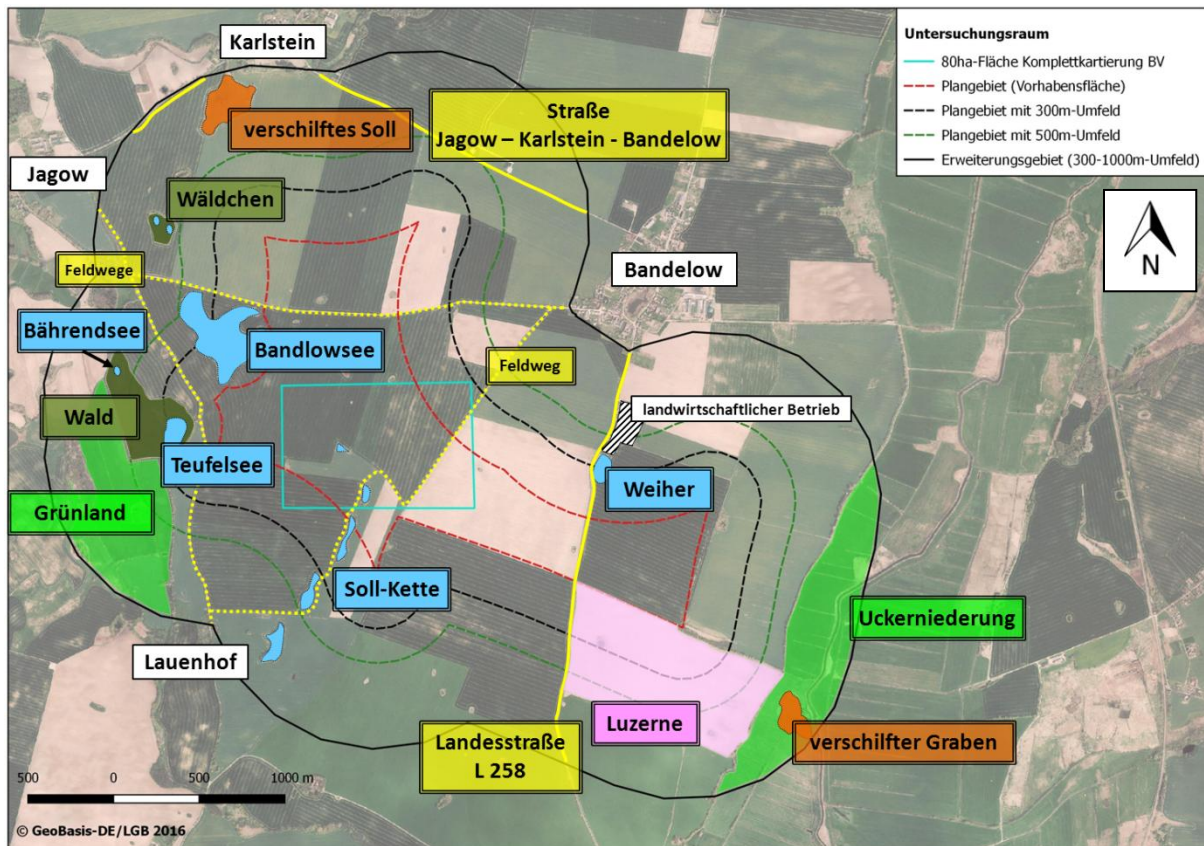 Karlstein
verschilftes Soll
Straße
Jagow – Karlstein - Bandelow
Untersuchungsraum
80ha-Fläche Komplettkartierung BV
Plangebiet (Vorhabensfläche)
Plangebiet mit 300m-Umfeld
Plangebiet mit 500m-Umfeld
Erweiterungsgebiet (300-1000m-Umfeld)
N
Jagow
Wäldchen
Feldwege
Bandelow
Bährendsee
Bandlowsee
Feldweg
Wald
landwirtschaftlicher Betrieb
Teufelsee
Weiher
Grünland
Soll-Kette
Uckerniederung
Lauenhof
Luzerne
Landesstraße
L 258
verschilfter Graben
500 0 500 1000 m
© GeoBasis-DE/LGB 2016